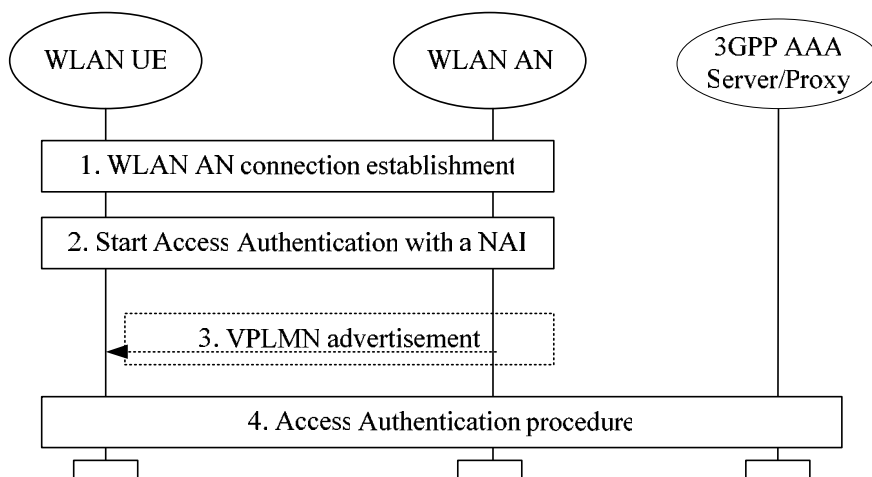 WLAN UE
WLAN AN
3GPP AAA
Server/Proxy
1. WLAN AN connection establishment
2. Start Access Authentication with a NAI
3. VPLMN advertisement
4. Access Authentication procedure